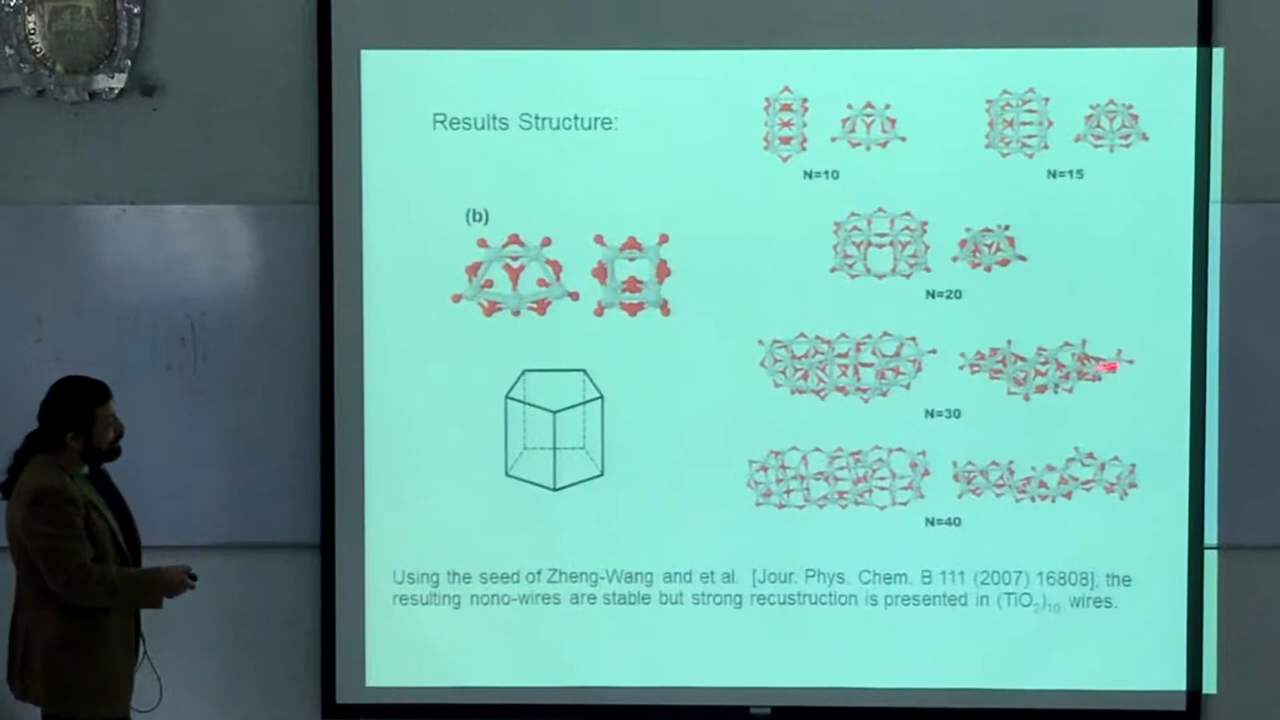 Results Structure:
N=10
N=15
(b)
N=20
N=30
N=40
Using the seed of Zheng-Wang and et al. [Jour. Phys. Chem. B 111 (2007) 16808], the
resulting nono-wires are stable but strong recustruction is presented in (TiO₂)₁₀ wires.